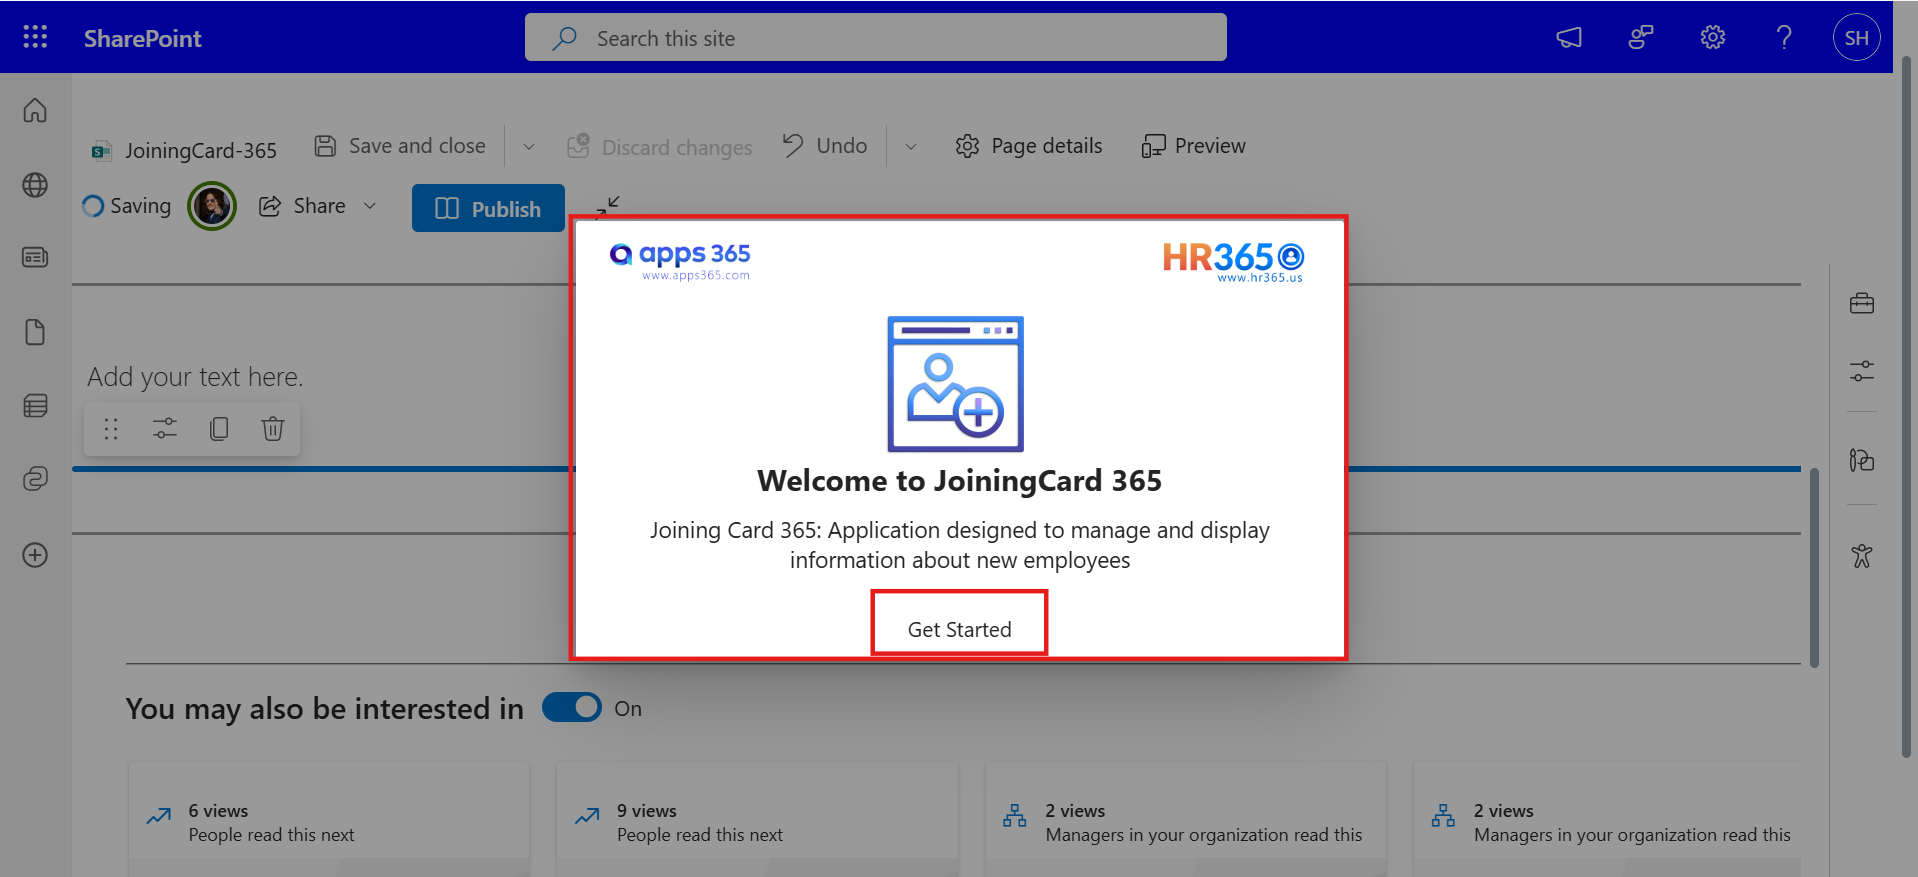 SharePoint
Search this site
SH
JoiningCard-365
Save and close
Discard changes
Undo
Page details
Preview
Saving
Share
Publish
apps 365
www.apps365.com
HR365
www.hr365.us
Add your text here.
Welcome to JoiningCard 365
Joining Card 365: Application designed to manage and display
information about new employees
Get Started
You may also be interested in
On
6 views
People read this next
9 views
People read this next
2 views
Managers in your organization read this
2 views
Managers in your organization read this